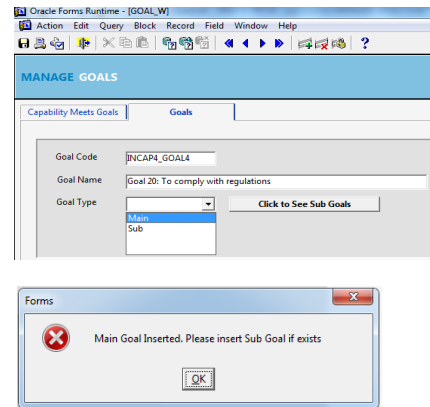 Oracle Forms Runtime - [GOAL_W]
Action Edit Query Block Record Field Window Help
?
MANAGE GOALS
Capability Meets Goals Goals
Goal Code INCAP4_GOAL4
Goal Name Goal 20: To comply with regulations
Goal Type Click to See Sub Goals
Main
Sub
Forms
Main Goal Inserted. Please insert Sub Goal if exists
OK